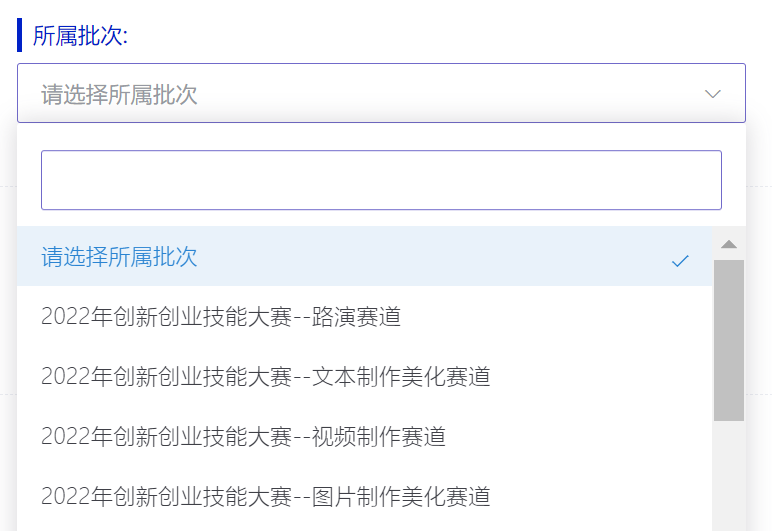 所属批次:
请选择所属批次
请选择所属批次
2022年创新创业技能大赛--路演赛道
2022年创新创业技能大赛--文本制作美化赛道
2022年创新创业技能大赛--视频制作赛道
2022年创新创业技能大赛--图片制作美化赛道